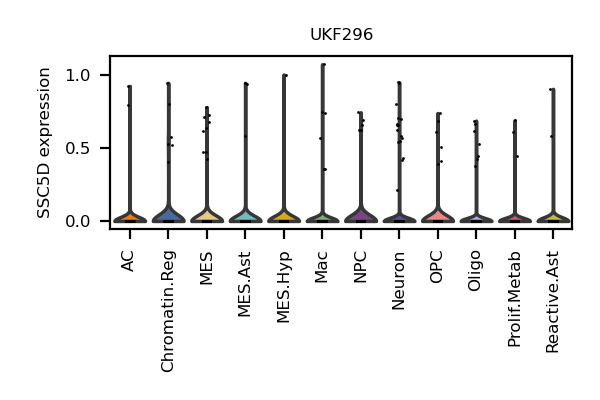 UKF296
SSC5D expression
1.0
0.5
0.0
AC
Chromatin.Reg
MES
MES.Ast
MES.Hyp
Mac
NPC
Neuron
OPC
Oligo
Prolif.Metab
Reactive.Ast